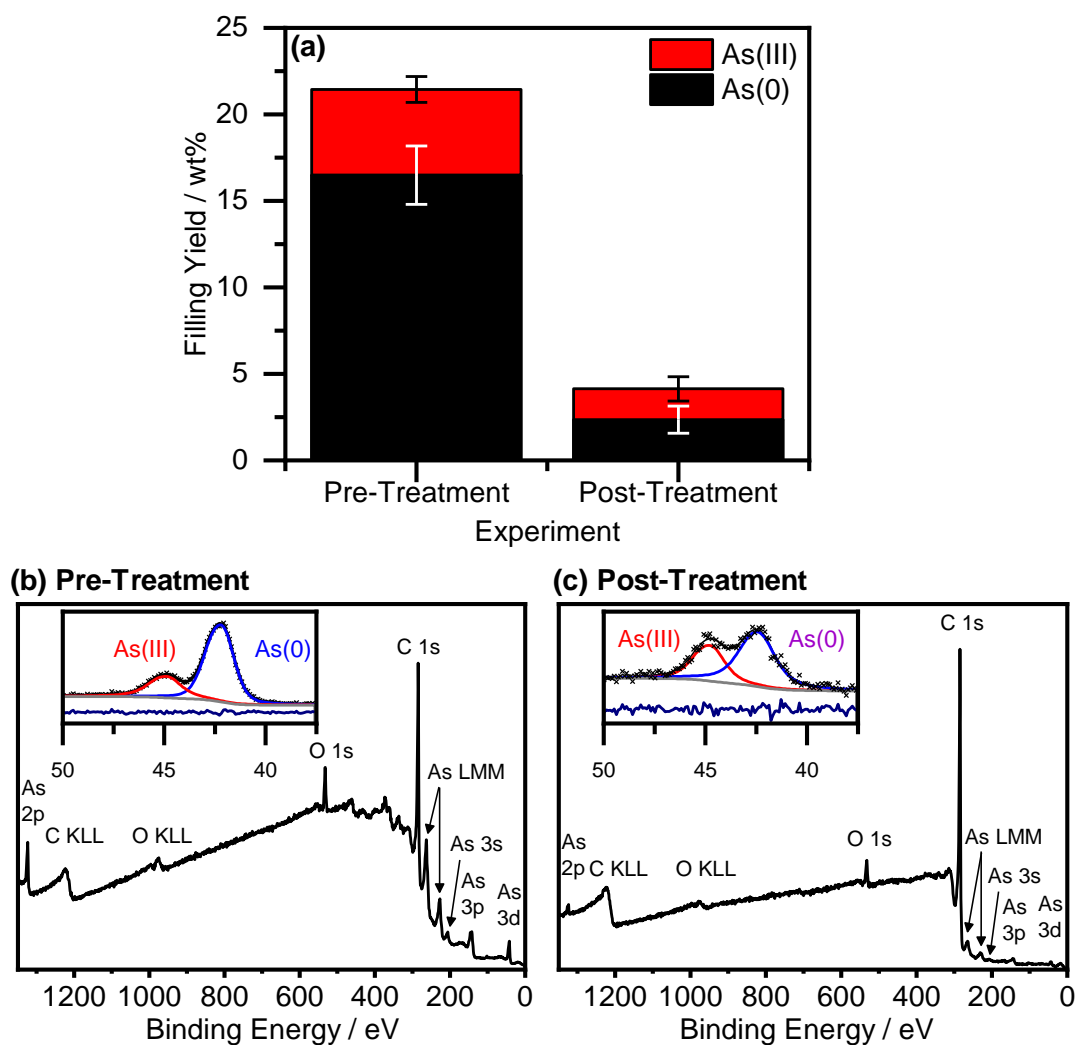 (a)
As(III)
As(0)
25
20
15
10
5
0
Filling Yield / wt%
Pre-Treatment
Post-Treatment
Experiment
(b) Pre-Treatment
As(III)
As(0)
50
45
40
C 1s
O 1s
As LMM
As
2p
C KLL
O KLL
As 3s
As
3p
As
3d
1200 1000 800 600 400 200 0
Binding Energy / eV
(c) Post-Treatment
As(III)
As(0)
50
45
40
C 1s
O 1s
As LMM
As
2p
C KLL
O KLL
As 3s
As
3p
As
3d
1200 1000 800 600 400 200 0
Binding Energy / eV